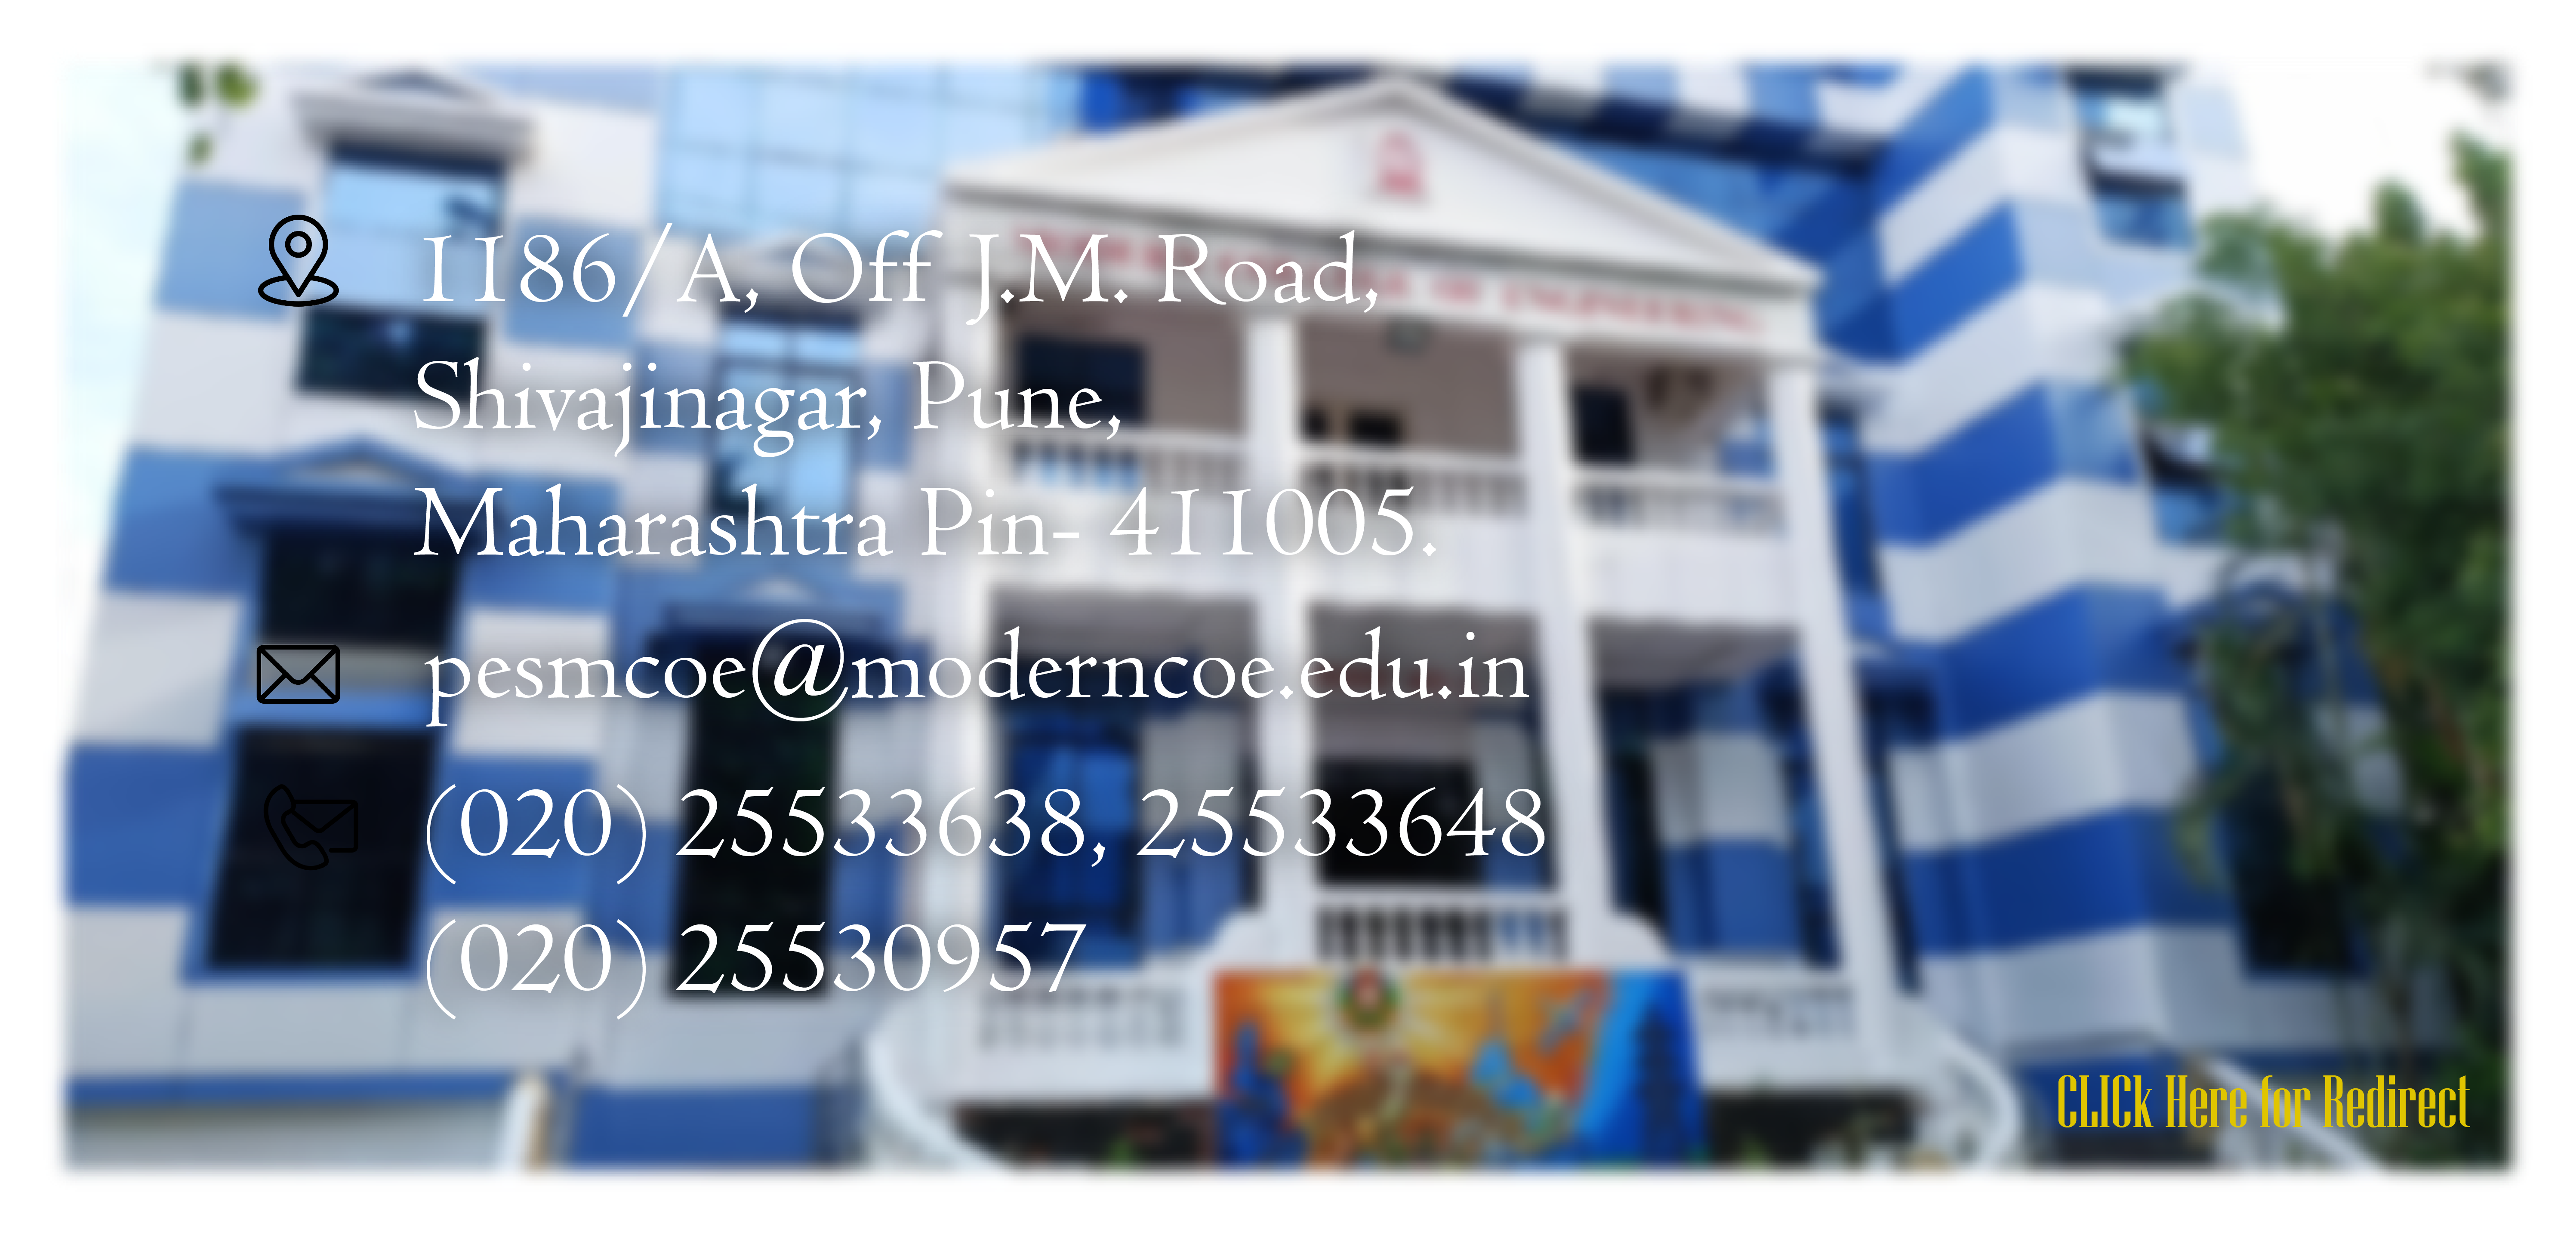 1186/A, Off J.M. Road,
Shivajinagar, Pune,
Maharashtra Pin- 411005.
pesmcoe@moderncoe.edu.in
(020) 25533638, 25533648
(020) 25530957
CLICk Here for Redirect